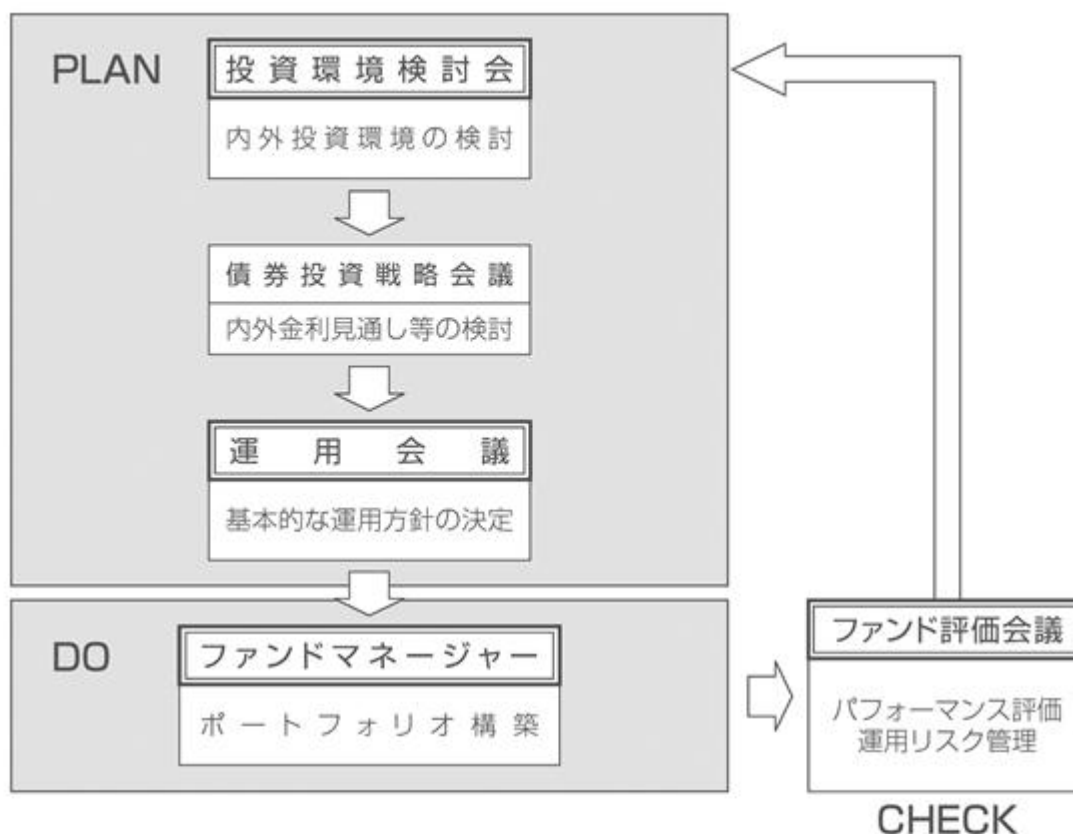 PLAN
投資環境検討会
内外投資環境の検討
債券投資戦略会議
内外金利見通し等の検討
運用会議
基本的な運用方針の決定
DO
ファンドマネージャー
ポートフォリオ構築
ファンド評価会議
パフォーマンス評価
運用リスク管理
CHECK